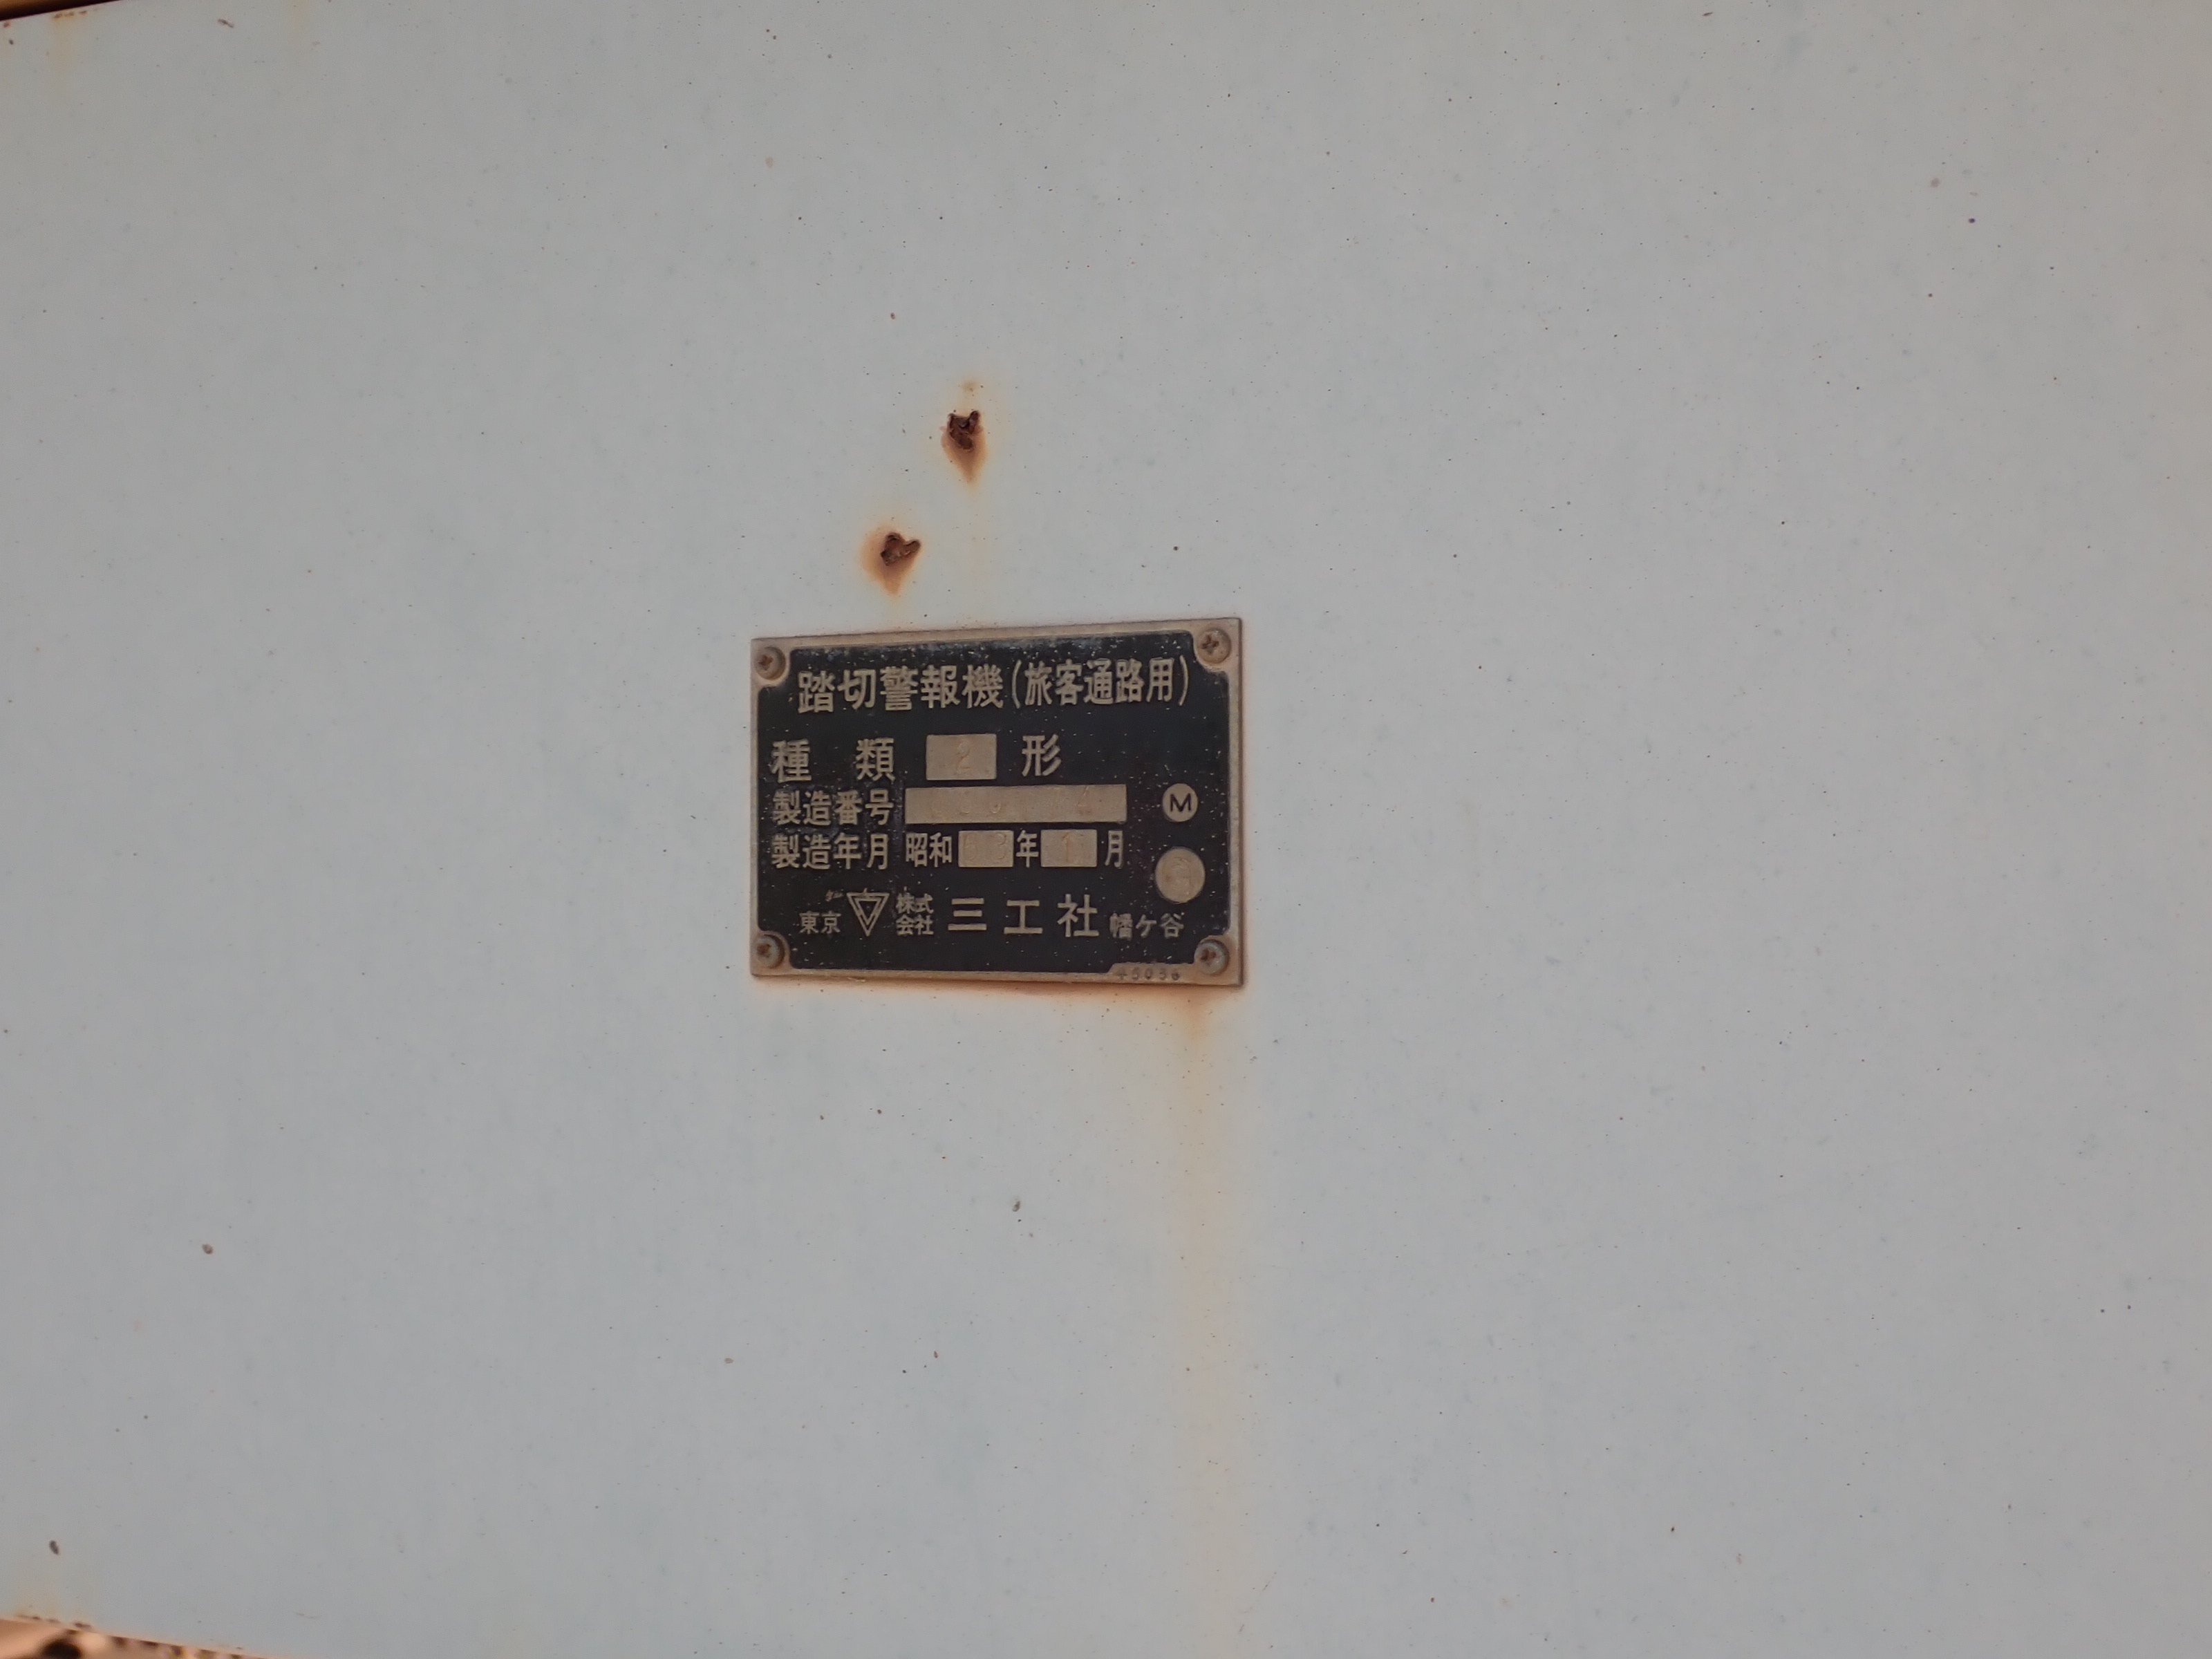 踏切警報機(旅客通路用)
種 類 2 形
製造番号
製造年月 昭和 年 月
M
東京 株式会社 三工社 幡ケ谷